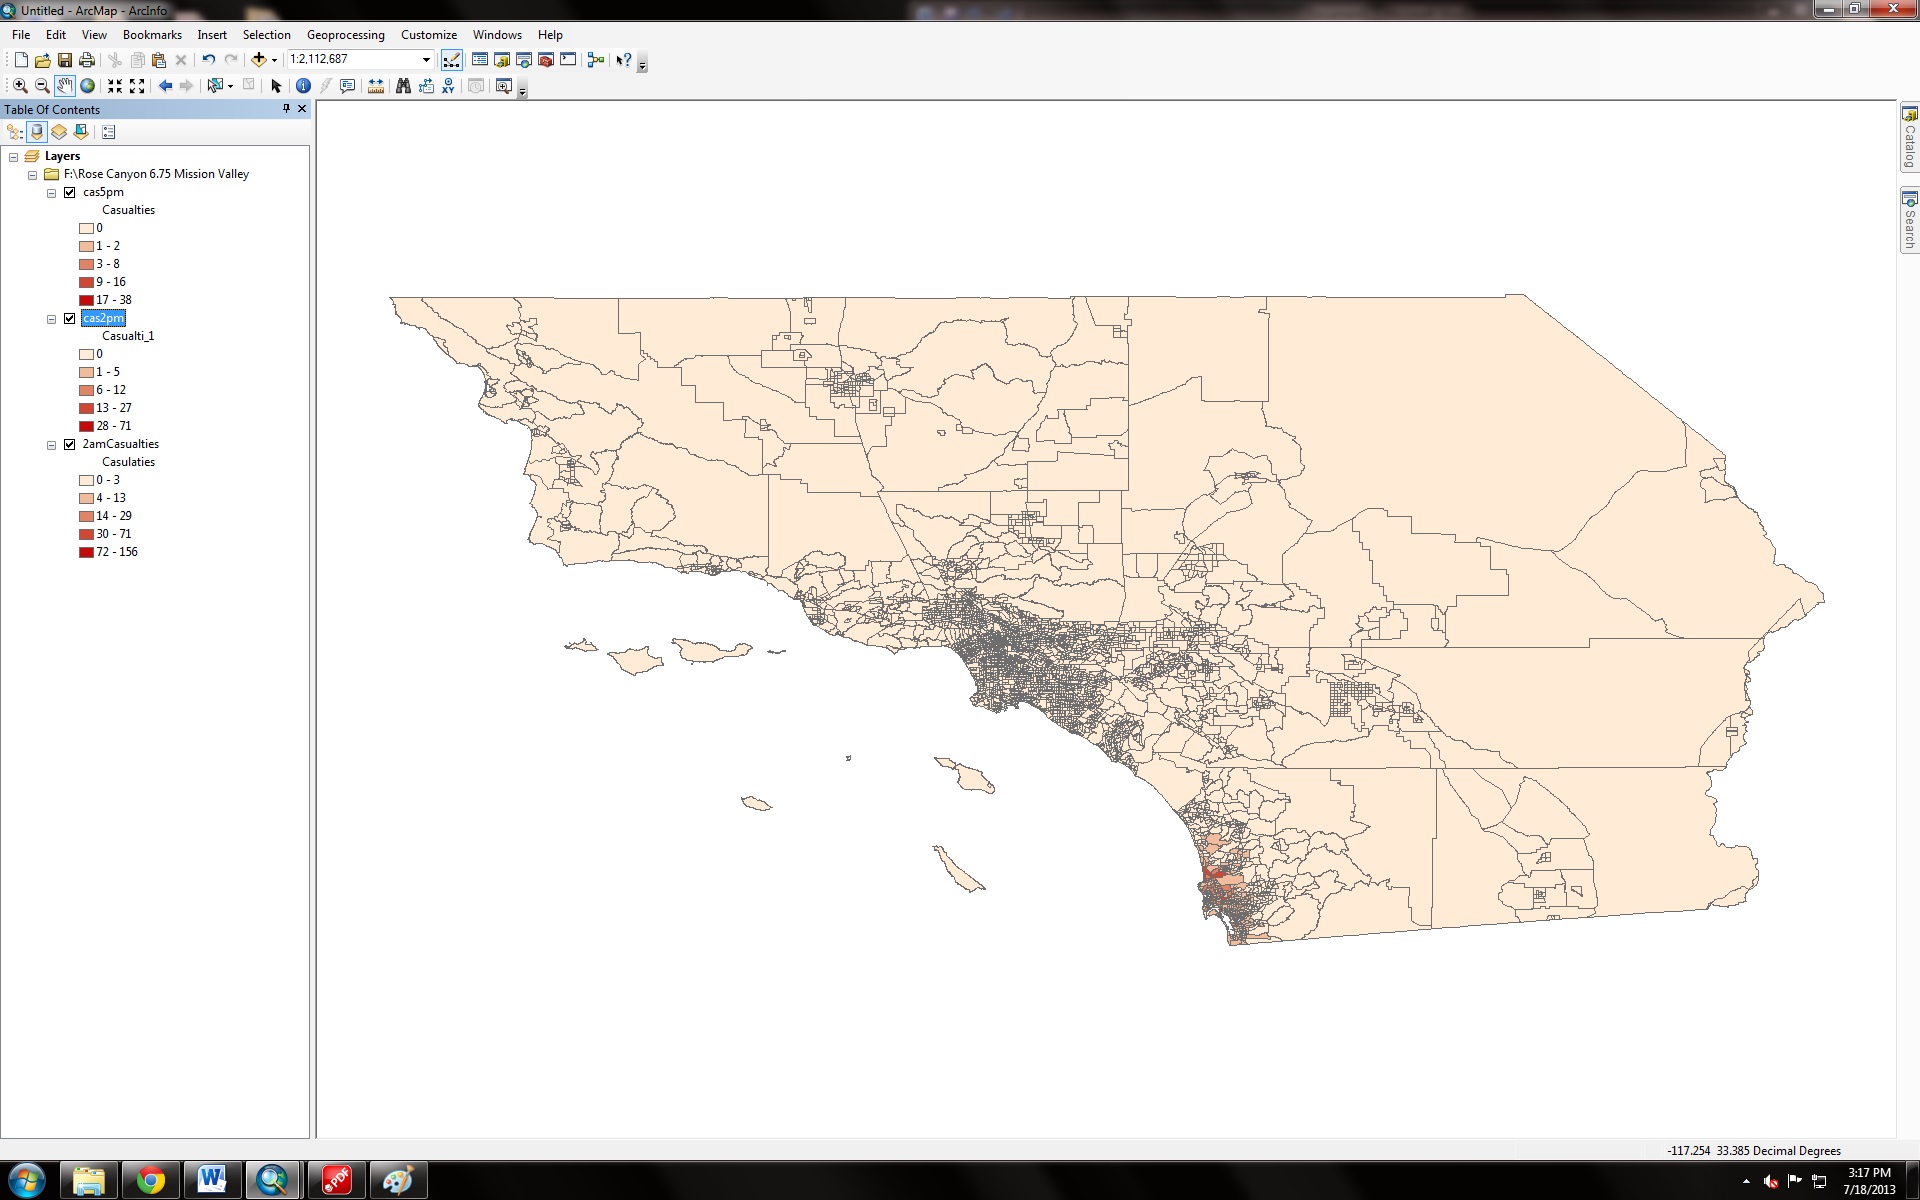 Untitled - ArcMap - ArcInfo
File Edit View Bookmarks Insert Selection Geoprocessing Customize Windows Help
1:2,112,687
XY
Table Of Contents
Layers
F:\Rose Canyon 6.75 Mission Valley
cas5pm
Casualties
0
1 - 2
3 - 8
9 - 16
17 - 38
cas2pm
Casualti_1
0
1 - 5
6 - 12
13 - 27
28 - 71
2amCasualties
Casulaties
0 - 3
4 - 13
14 - 29
30 - 71
72 - 156
Catalog
Search
-117.254 33.385 Decimal Degrees
W
PDF
3:17 PM
7/18/2013